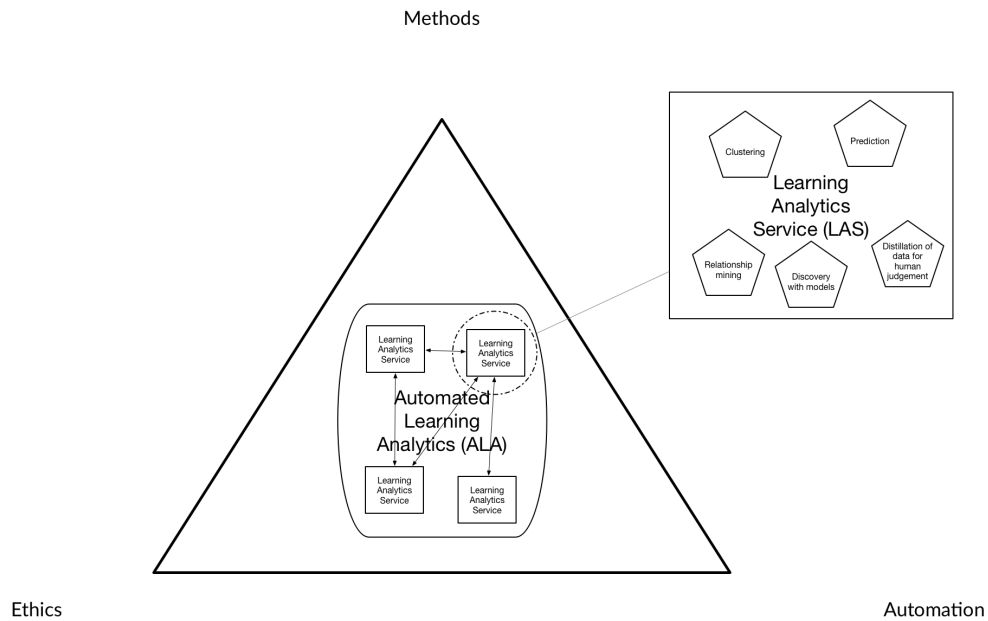 Methods
Clustering
Prediction
Learning
Analytics
Service (LAS)
Relationship
mining
Discovery
with models
Distillation of
data for
human
judgement
Learning
Analytics
Service
Learning
Analytics
Service
Automated
Learning
Analytics (ALA)
Learning
Analytics
Service
Learning
Analytics
Service
Ethics
Automation